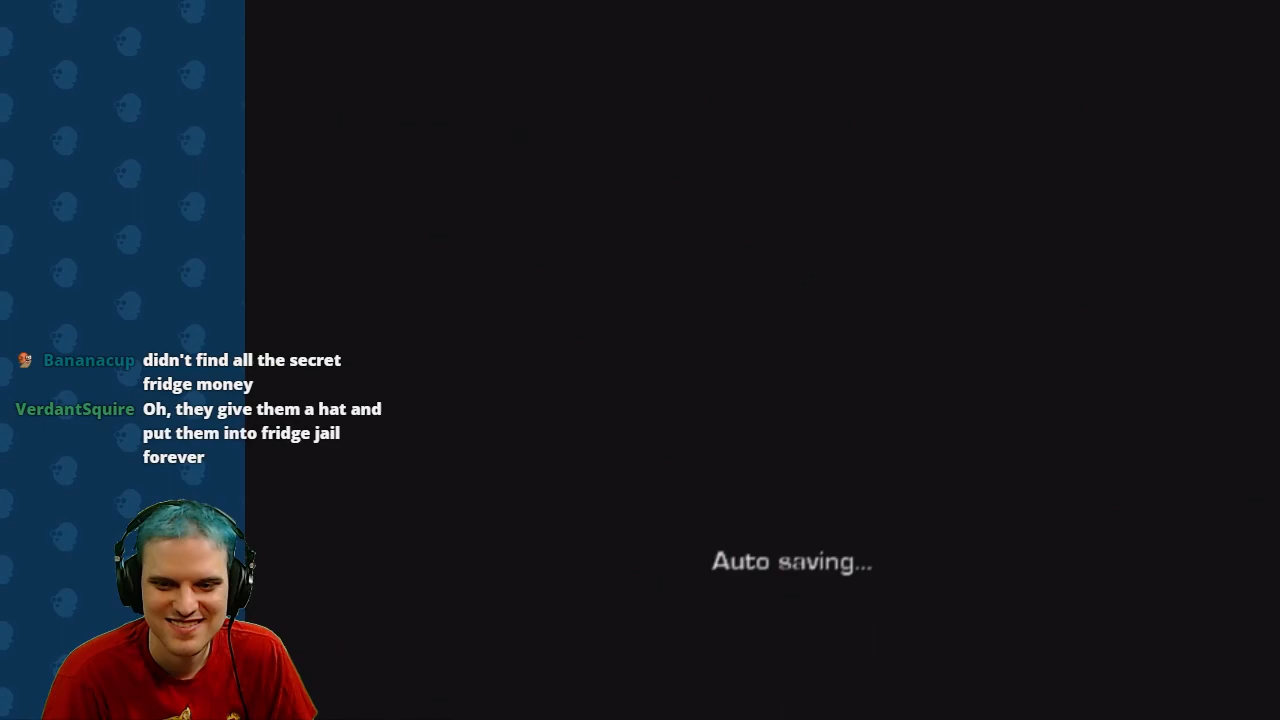 Bananacup didn't find all the secret
fridge money
VerdantSquire Oh, they give them a hat and
put them into fridge jail
forever
Auto saving...